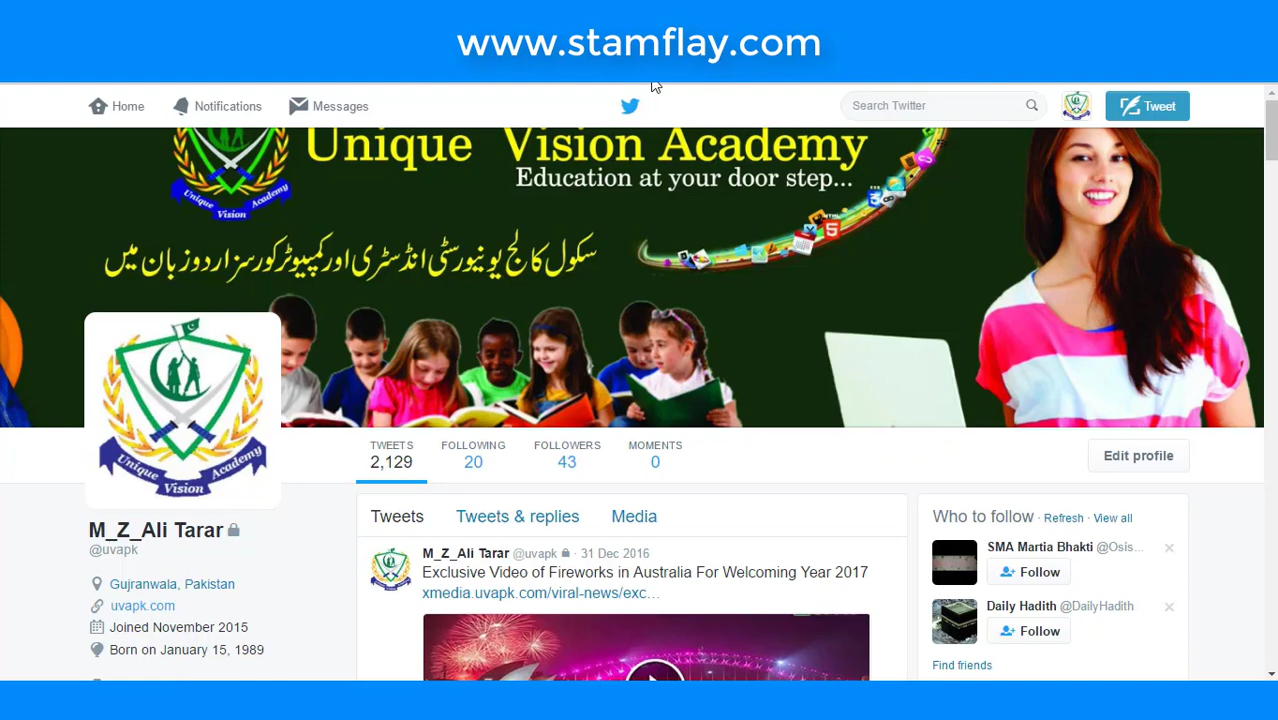 www.stamflay.com
Home Notifications Messages Search Twitter Tweet
Unique Vision Academy
Education at your door step...
Unique Vision Academy
سکول کالج یونیورسٹی انڈسٹری اور کمپیوٹر کورسز اردو زبان میں
Unique Vision Academy
TWEETS FOLLOWING FOLLOWERS MOMENTS
2,129 20 43 0
Edit profile
M_Z_Ali Tarar
@uvapk
Gujranwala, Pakistan
uvapk.com
Joined November 2015
Born on January 15, 1989
Tweets Tweets & replies Media
M_Z_Ali Tarar @uvapk · 31 Dec 2016
Exclusive Video of Fireworks in Australia For Welcoming Year 2017
xmedia.uvapk.com/viral-news/exc…
Who to follow · Refresh · View all
SMA Martia Bhakti @Osis...
Follow
Daily Hadith @DailyHadith
Follow
Find friends